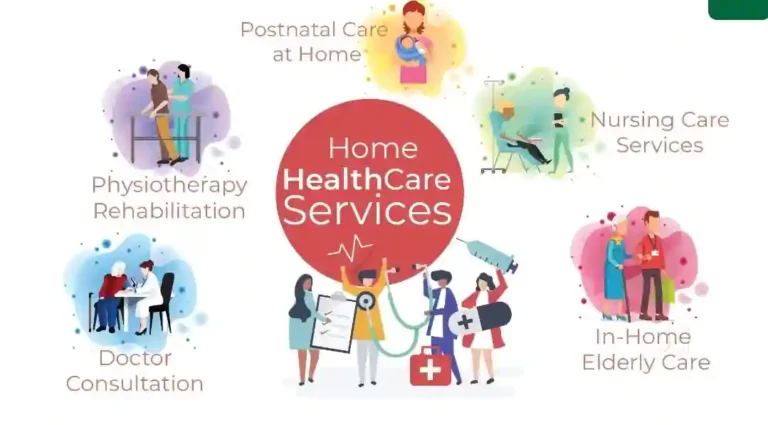 Postnatal Care
at Home
Physiotherapy
Rehabilitation
Home
HealthCare
Services
Nursing Care
Services
Doctor
Consultation
In-Home
Elderly Care